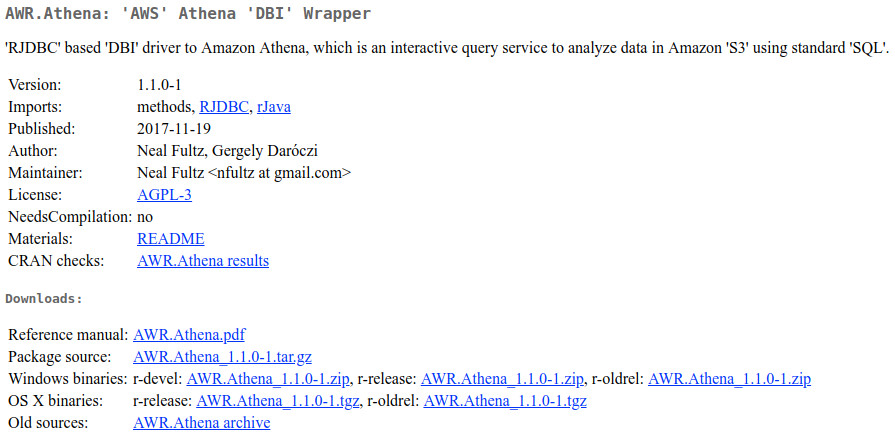 AWR.Athena: 'AWS' Athena 'DBI' Wrapper
'RJDBC' based 'DBI' driver to Amazon Athena, which is an interactive query service to analyze data in Amazon 'S3' using standard 'SQL'.
Version: 1.1.0-1
Imports: methods, RJDBC, rJava
Published: 2017-11-19
Author: Neal Fultz, Gergely Daróczi
Maintainer: Neal Fultz <nfultz at gmail.com>
License: AGPL-3
NeedsCompilation: no
Materials: README
CRAN checks: AWR.Athena results
Downloads:
Reference manual: AWR.Athena.pdf
Package source: AWR.Athena_1.1.0-1.tar.gz
Windows binaries: r-devel: AWR.Athena_1.1.0-1.zip, r-release: AWR.Athena_1.1.0-1.zip, r-oldrel: AWR.Athena_1.1.0-1.zip
OS X binaries: r-release: AWR.Athena_1.1.0-1.tgz, r-oldrel: AWR.Athena_1.1.0-1.tgz
Old sources: AWR.Athena archive